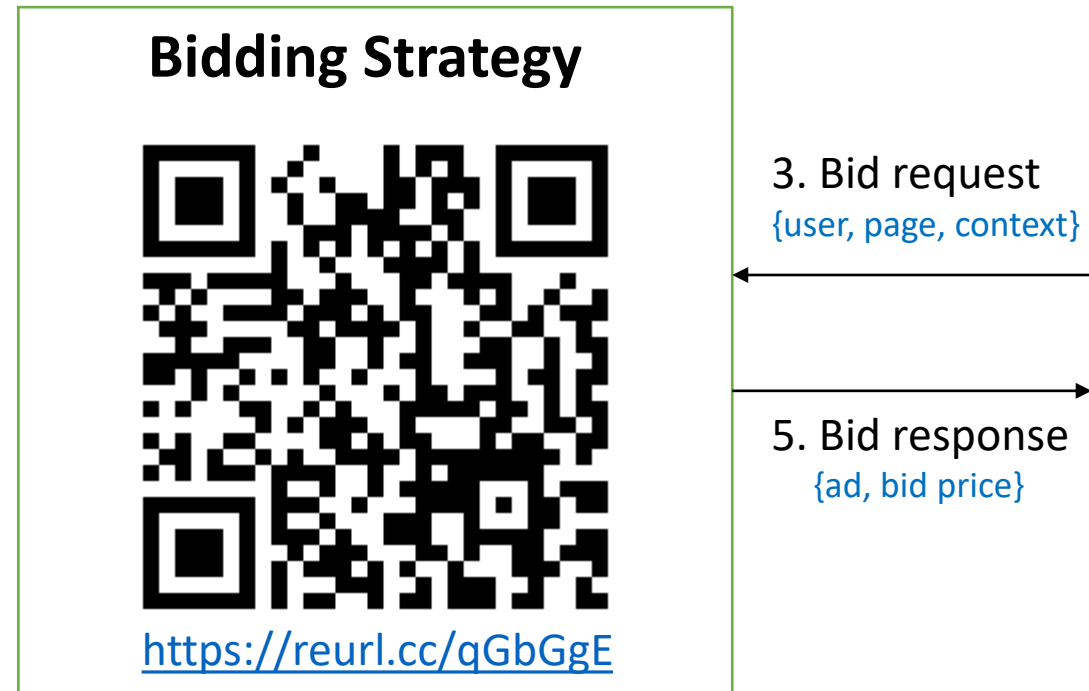 Bidding Strategy
https://reurl.cc/qGbGgE
3. Bid request
{user, page, context}
5. Bid response
{ad, bid price}